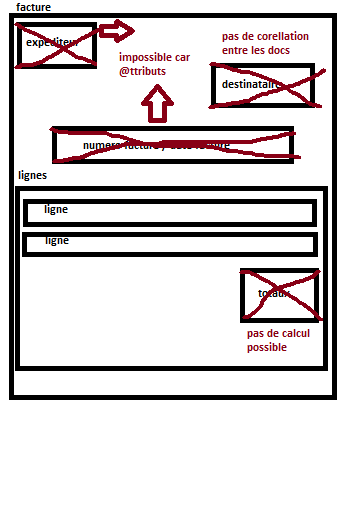 facture
expéditeur
impossible car
@ttributs
pas de corellation
entre les docs
destinataire
numero facture / date facture
lignes
ligne
ligne
totaux
pas de calcul
possible